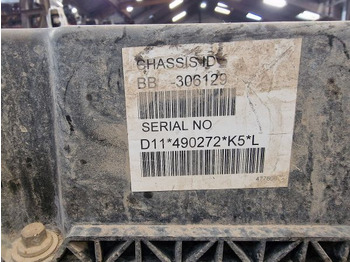 CHASSIS ID
BB -306129
SERIAL NO
D11*490272*K5*L